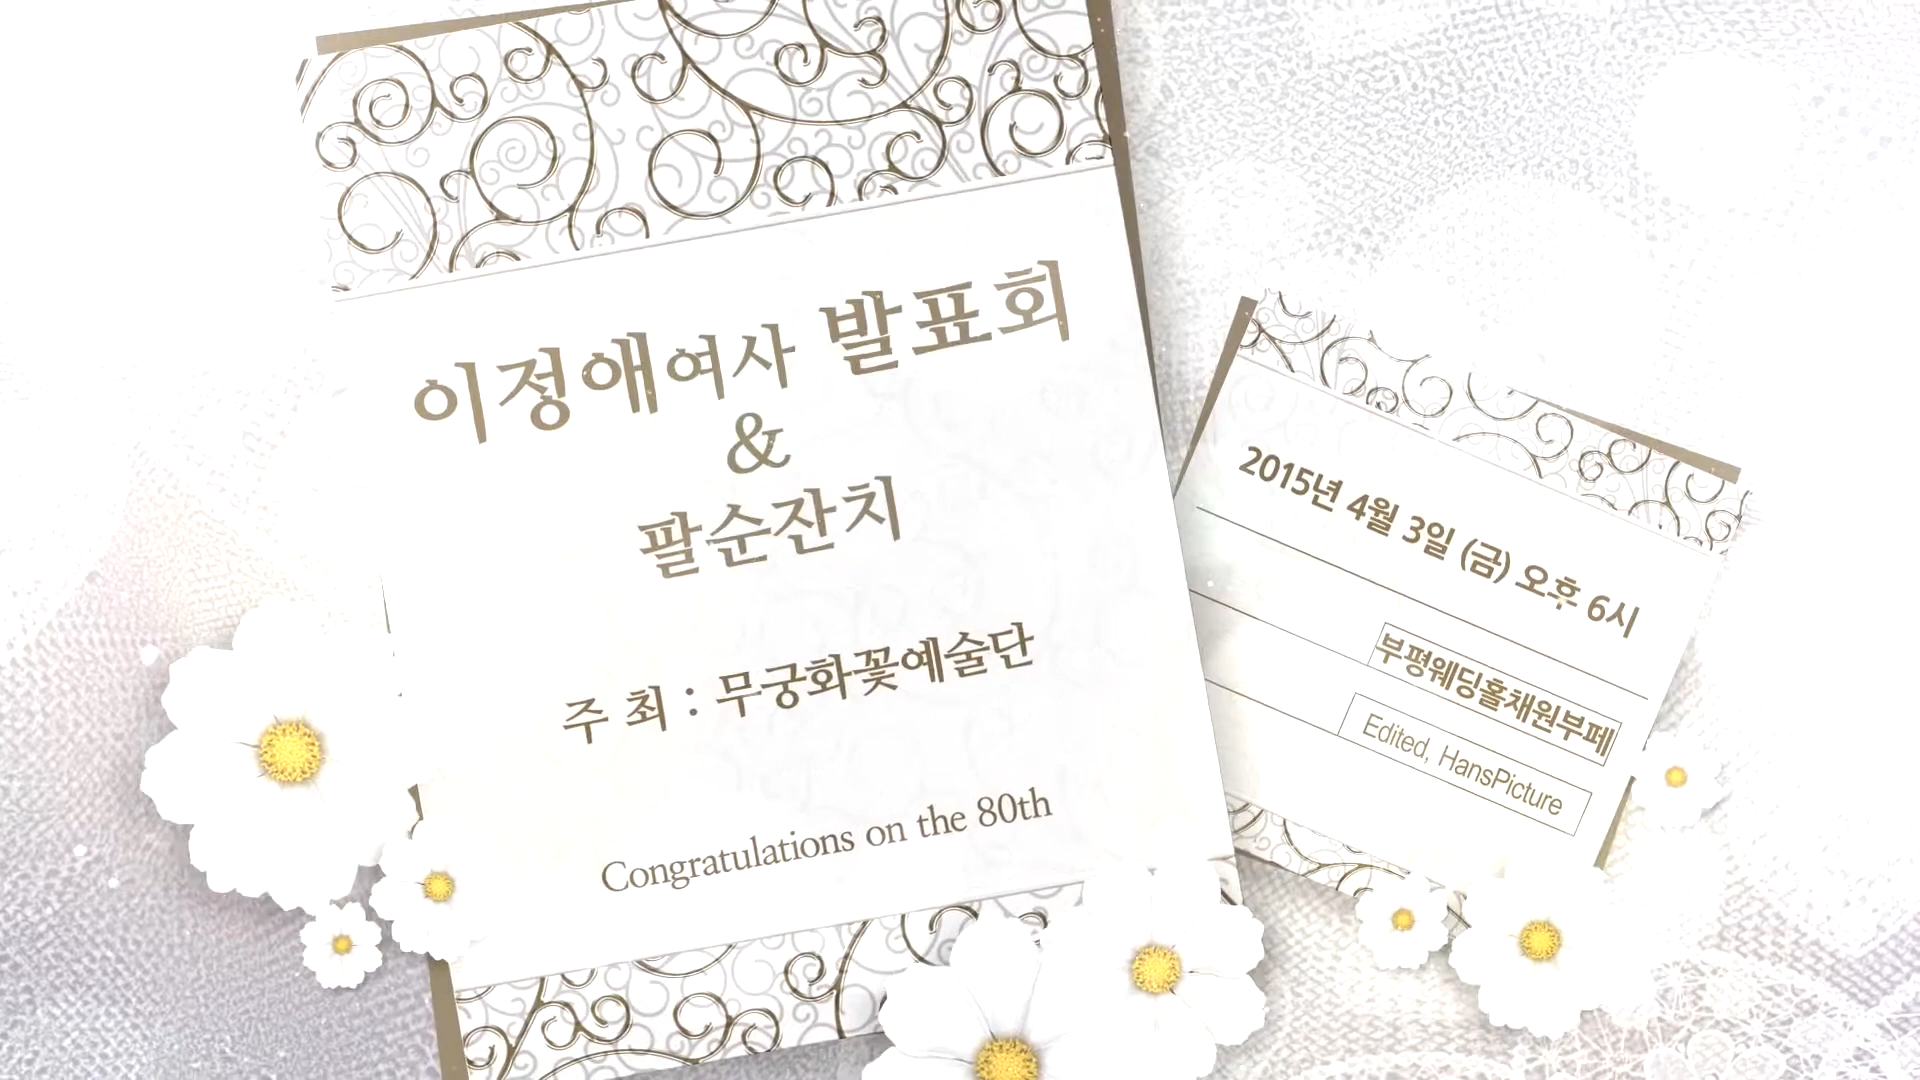 이정애여사 발표회
&
팔순잔치
주 최 : 무궁화꽃예술단
Congratulations on the 80th
2015년 4월 3일 (금) 오후 6시
부평웨딩홀채원부페
Edited, HansPicture